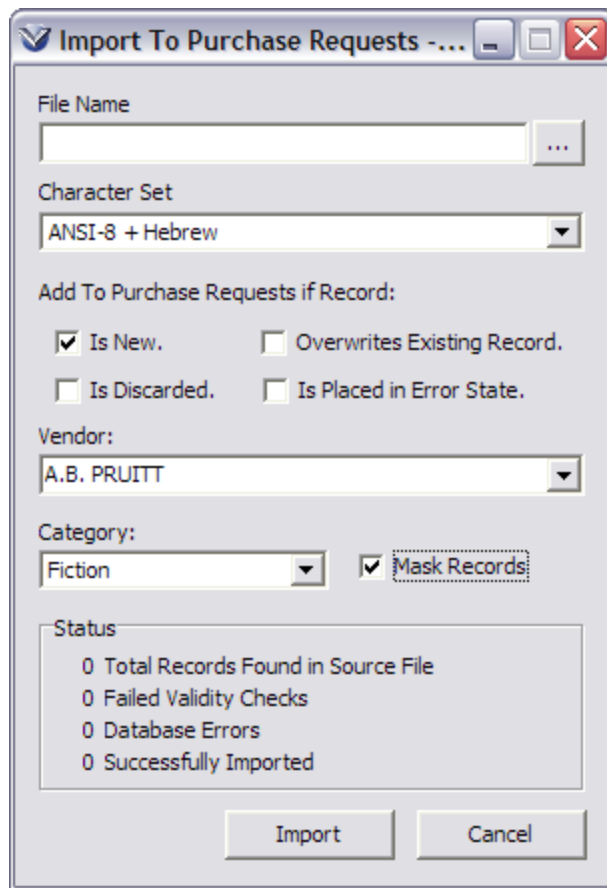 Import To Purchase Requests -...
File Name
...
Character Set
ANSI-8 + Hebrew
Add To Purchase Requests if Record:
Is New. Overwrites Existing Record.
Is Discarded. Is Placed in Error State.
Vendor:
A.B. PRUITT
Category:
Fiction Mask Records
Status
0 Total Records Found in Source File
0 Failed Validity Checks
0 Database Errors
0 Successfully Imported
Import Cancel